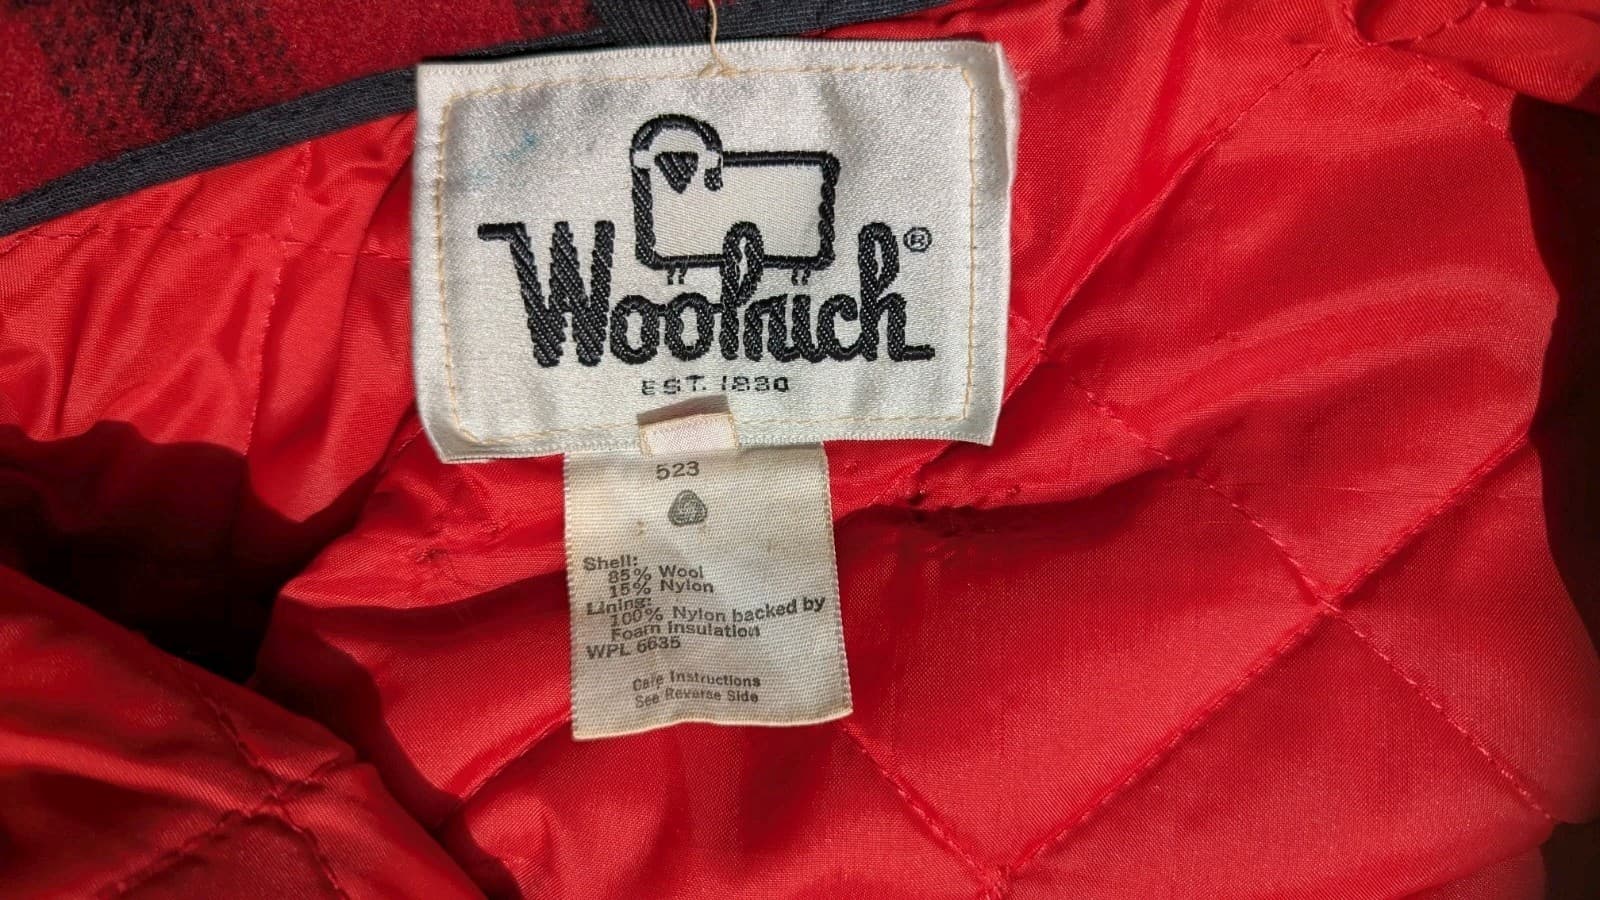 Woolrich®
EST. 1830
523
Shell:
85% Wool
15% Nylon
Lining:
100% Nylon backed by
Foam Insulation
WPL 6635
Care Instructions
See Reverse Side